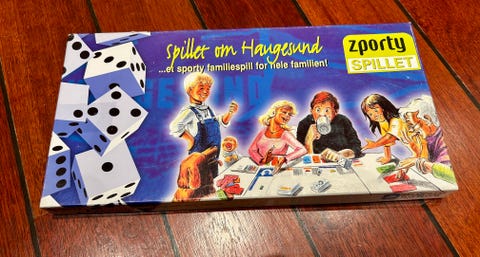 Spillet om Haugesund
...et sporty familiespill for hele familien!
zporty
SPILLET